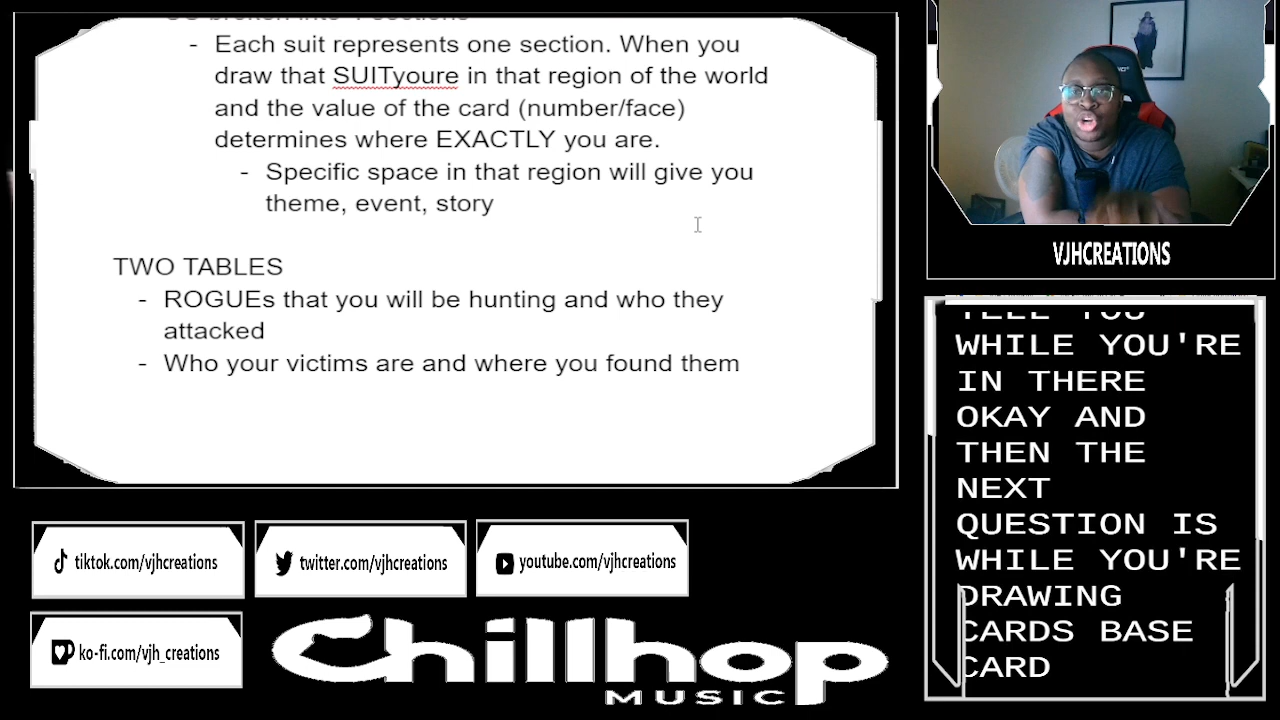 - Each suit represents one section. When you
draw that SUITyoure in that region of the world
and the value of the card (number/face)
determines where EXACTLY you are.
- Specific space in that region will give you
theme, event, story
TWO TABLES
- ROGUEs that you will be hunting and who they
attacked
- Who your victims are and where you found them
VJHCREATIONS
TELL YOU
WHILE YOU'RE
IN THERE
OKAY AND
THEN THE
NEXT
QUESTION IS
WHILE YOU'RE
DRAWING
CARDS BASE
CARD
tiktok.com/vjhcreations
twitter.com/vjhcreations
youtube.com/vjhcreations
ko-fi.com/vjh_creations
Chillhop
MUSIC